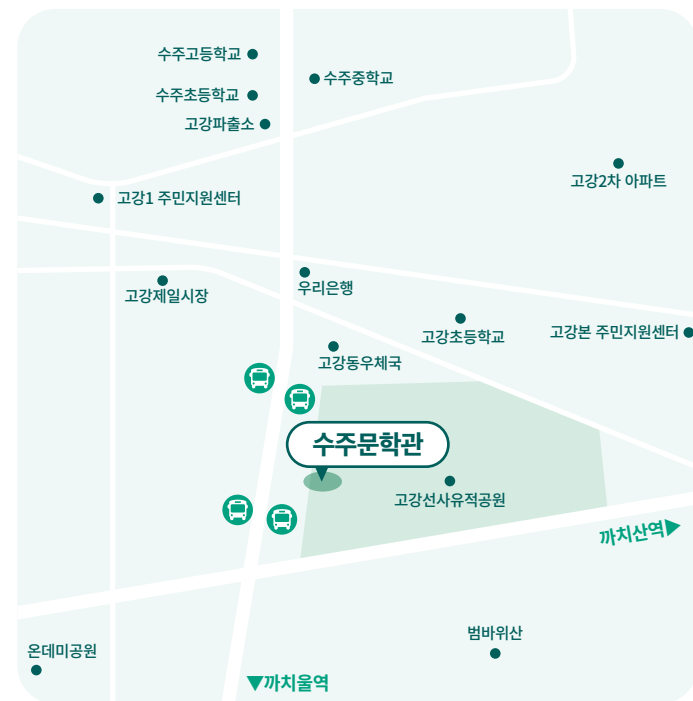 수주고등학교
수주중학교
수주초등학교
고강파출소
고강2차 아파트
고강1 주민지원센터
우리은행
고강제일시장
고강초등학교
고강본 주민지원센터
고강동우체국
수주문학관
고강선사유적공원
까치산역▶
범바위산
온데미공원
▼까치울역